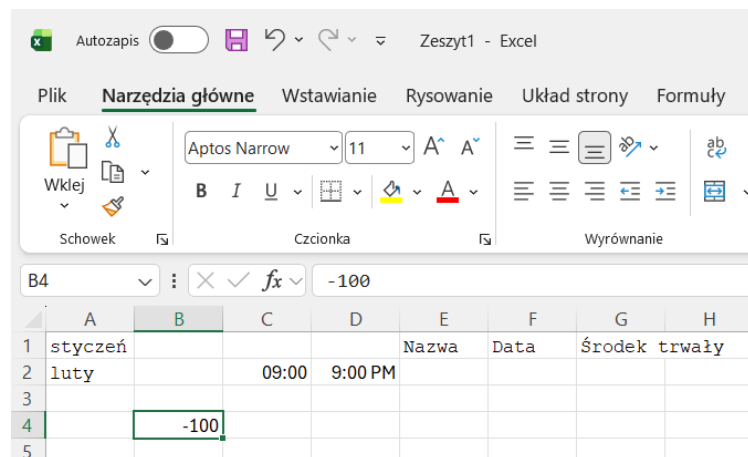 Autozapis Zeszyt1 - Excel
Plik Narzędzia główne Wstawianie Rysowanie Układ strony Formuły
Wklej Aptos Narrow 11 A A ab
B I U A
Schowek Czcionka Wyrównanie
B4 fx -100
A B C D E F G H
1 styczeń Nazwa Data Środek trwały
2 luty 09:00 9:00 PM
3
4 -100
5